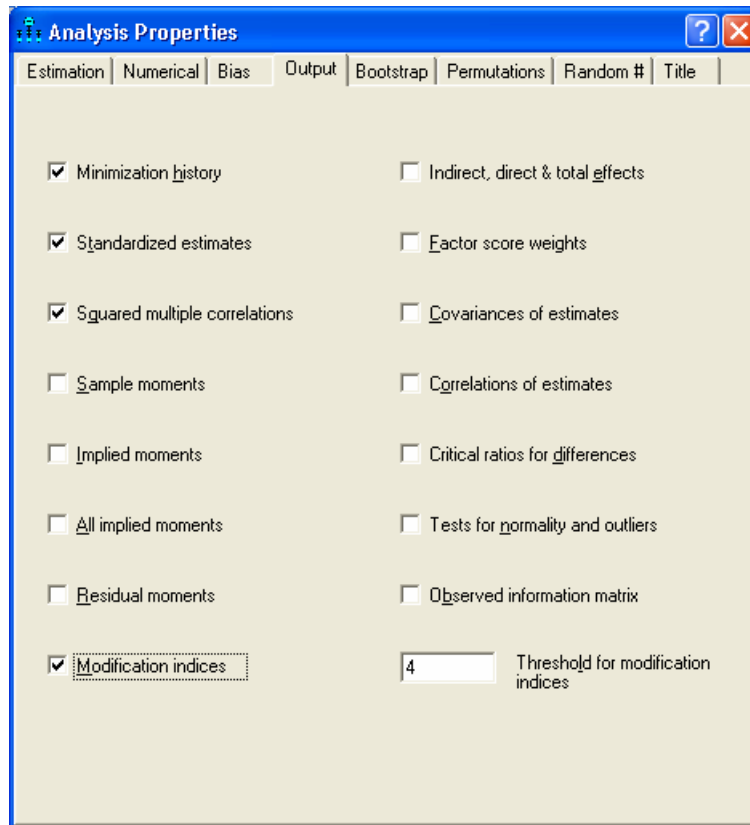 Analysis Properties
?
Estimation Numerical Bias Output Bootstrap Permutations Random # Title
Minimization history
Indirect, direct & total effects
Standardized estimates
Factor score weights
Squared multiple correlations
Covariances of estimates
Sample moments
Correlations of estimates
Implied moments
Critical ratios for differences
All implied moments
Tests for normality and outliers
Residual moments
Observed information matrix
Modification indices
4
Threshold for modification
indices